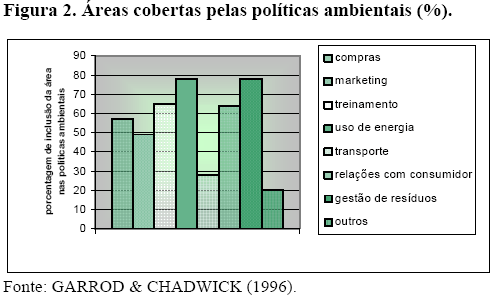 Figura 2. Áreas cobertas pelas políticas ambientais (%).
porcentagem de inclusão da área
nas políticas ambientais
90
80
70
60
50
40
30
20
10
0
compras
marketing
treinamento
uso de energia
transporte
relações com consumidor
gestão de resíduos
outros
Fonte: GARROD & CHADWICK (1996).